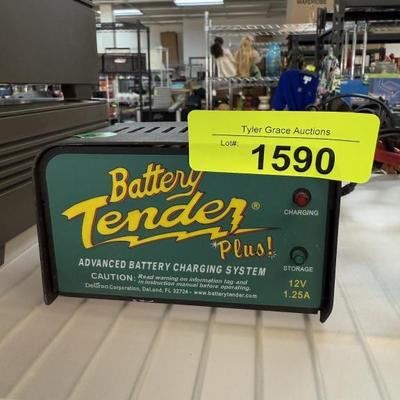 Tyler Grace Auctions
Lot#:
1590
Battery
Tender®
Plus!
ADVANCED BATTERY CHARGING SYSTEM
CAUTION: Read warning on information tag and
in instruction manual before operating.
Deltran Corporation, DeLand, FL 32724 - www.batterytender.com
CHARGING
STORAGE
12V
1.25A